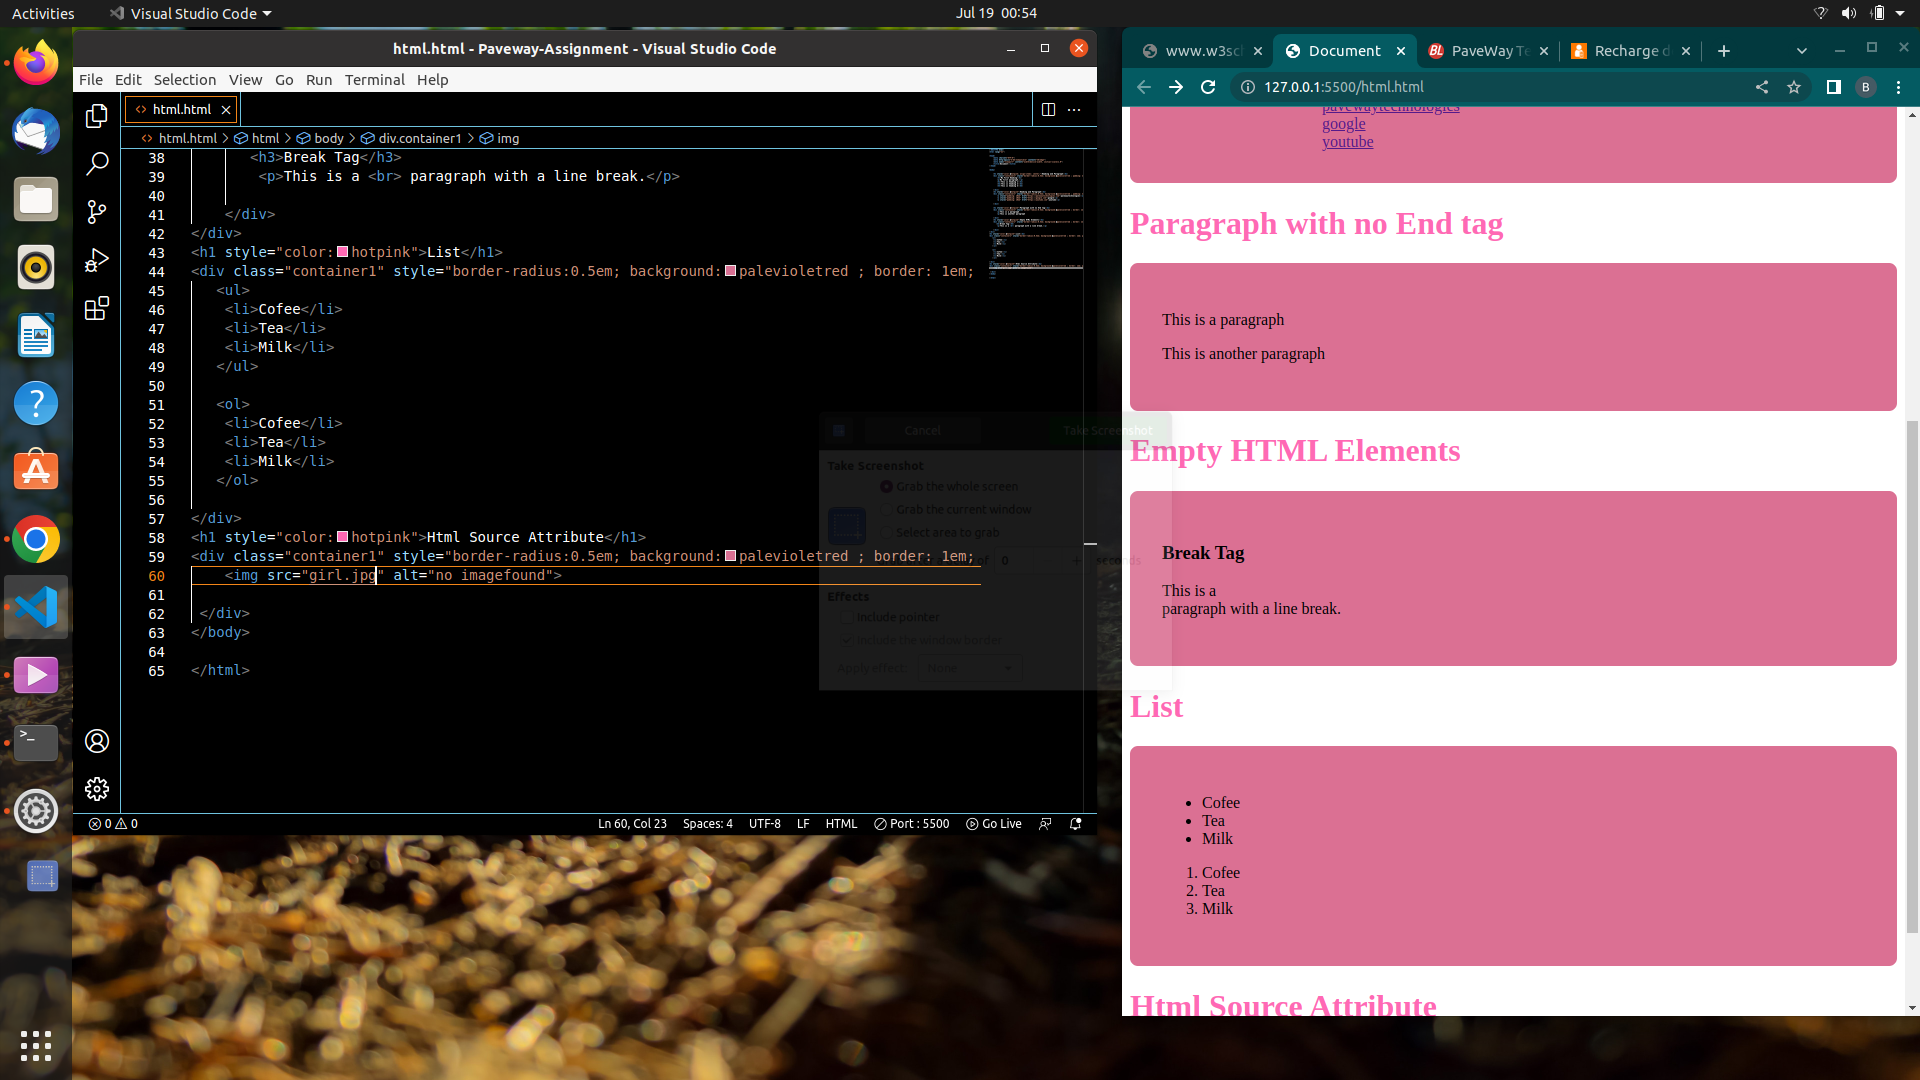 Activities
Visual Studio Code
Jul 19 00:54
html.html - Paveway-Assignment - Visual Studio Code
File Edit Selection View Go Run Terminal Help
html.html
html.html > html > body > div.container1 > img
38 <h3>Break Tag</h3>
39 <p>This is a <br> paragraph with a line break.</p>
40
41 </div>
42 </div>
43 <h1 style="color:hotpink">List</h1>
44 <div class="container1" style="border-radius:0.5em; background:palevioletred ; border: 1em;
45 <ul>
46 <li>Cofee</li>
47 <li>Tea</li>
48 <li>Milk</li>
49 </ul>
50
51 <ol>
52 <li>Cofee</li>
53 <li>Tea</li>
54 <li>Milk</li>
55 </ol>
56
57 </div>
58 <h1 style="color:hotpink">Html Source Attribute</h1>
59 <div class="container1" style="border-radius:0.5em; background:palevioletred ; border: 1em;
60 <img src="girl.jpg" alt="no imagefound">
61
62 </div>
63 </body>
64
65 </html>
0 0
Ln 60, Col 23 Spaces: 4 UTF-8 LF HTML Port : 5500 Go Live
Cancel Take Screenshot
Take Screenshot
Grab the whole screen
Grab the current window
Select area to grab
of 0 + seconds
Effects
Include pointer
Include the window border
Apply effect: None
www.w3sc
Document
PaveWay Te
Recharge d
127.0.0.1:5500/html.html
B
pavewaytechnologies
google
youtube
Paragraph with no End tag
This is a paragraph
This is another paragraph
Empty HTML Elements
Break Tag
This is a
paragraph with a line break.
List
Cofee
Tea
Milk
1. Cofee
2. Tea
3. Milk
Html Source Attribute